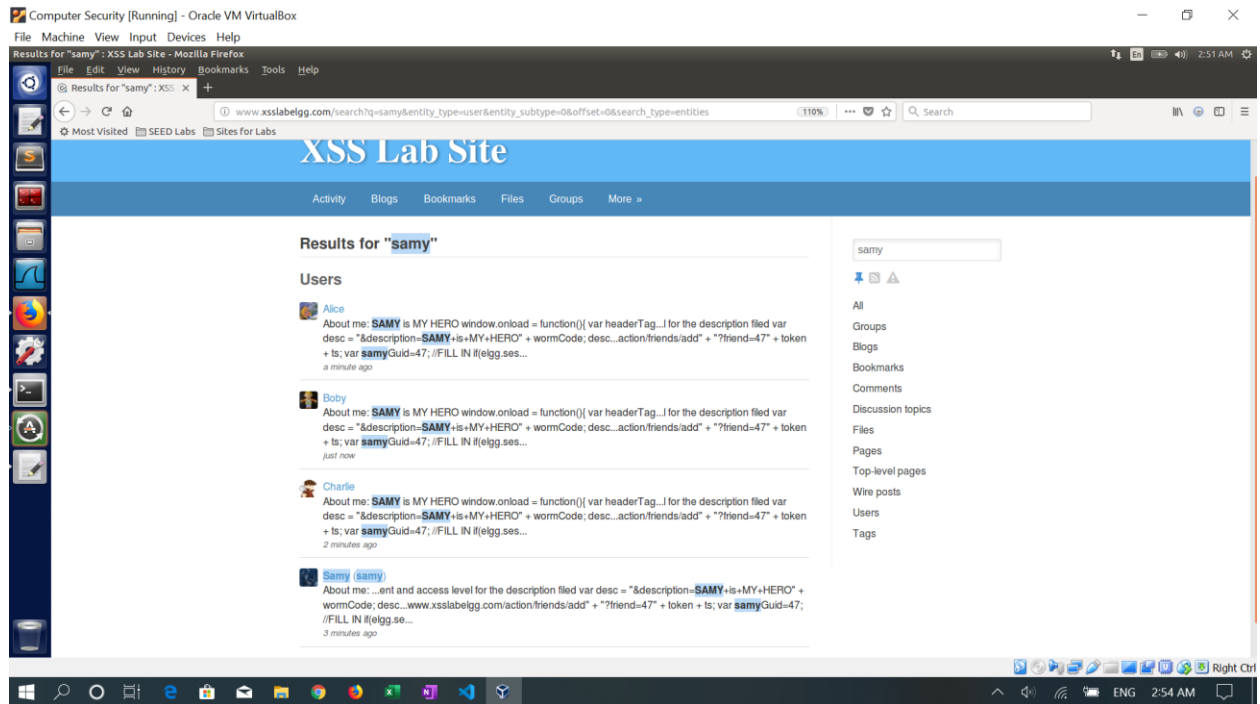 Computer Security [Running] - Oracle VM VirtualBox
File Machine View Input Devices Help
Results for "samy" : XSS Lab Site - Mozilla Firefox
En 2:51 AM
File Edit View History Bookmarks Tools Help
Results for "samy": XSS
www.xsslabelgg.com/search?q=samy&entity_type=user&entity_subtype=0&offset=0&search_type=entities 110% Search
Most Visited SEED Labs Sites for Labs
XSS Lab Site
Activity Blogs Bookmarks Files Groups More »
Results for "samy"
Users
Alice
About me: SAMY is MY HERO window.onload = function(){ var headerTag...l for the description filed var
desc = "&description=SAMY+is+MY+HERO" + wormCode; desc...action/friends/add" + "?friend=47" + token
+ ts; var samyGuid=47; //FILL IN if(elgg.ses...
a minute ago
Boby
About me: SAMY is MY HERO window.onload = function(){ var headerTag...l for the description filed var
desc = "&description=SAMY+is+MY+HERO" + wormCode; desc...action/friends/add" + "?friend=47" + token
+ ts; var samyGuid=47; //FILL IN if(elgg.ses...
just now
Charlie
About me: SAMY is MY HERO window.onload = function(){ var headerTag...l for the description filed var
desc = "&description=SAMY+is+MY+HERO" + wormCode; desc...action/friends/add" + "?friend=47" + token
+ ts; var samyGuid=47; //FILL IN if(elgg.ses...
2 minutes ago
Samy (samy)
About me: ...ent and access level for the description filed var desc = "&description=SAMY+is+MY+HERO" +
wormCode; desc...www.xsslabelgg.com/action/friends/add" + "?friend=47" + token + ts; var samyGuid=47;
//FILL IN if(elgg.se...
3 minutes ago
samy
All
Groups
Blogs
Bookmarks
Comments
Discussion topics
Files
Pages
Top-level pages
Wire posts
Users
Tags
Right Ctrl
ENG 2:54 AM